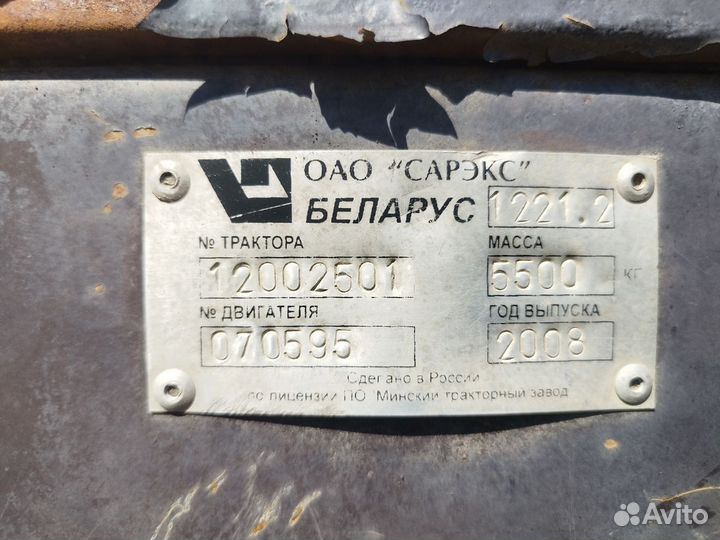 ОАО "САРЭКС"
БЕЛАРУС 1221.2
№ ТРАКТОРА МАССА
12002501 5500 КГ
№ ДВИГАТЕЛЯ ГОД ВЫПУСКА
070595 2008
Сделано в России
по лицензии ПО "Минский тракторный завод
Avito